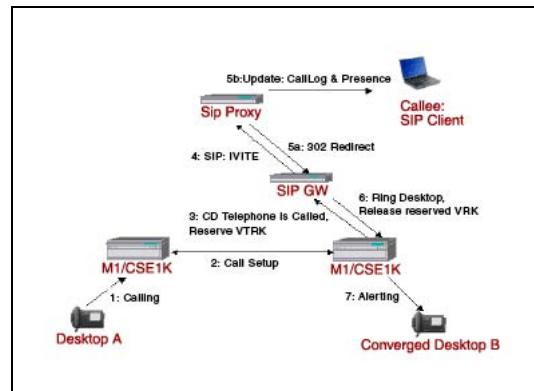 5b:Update: CallLog & Presence
Sip Proxy
Callee:
SIP Client
4: SIP: IVITE
5a: 302 Redirect
SIP GW
6: Ring Desktop,
Release reserved VRK
3: CD Telephone is Called,
Reserve VTRK
M1/CSE1K
2: Call Setup
M1/CSE1K
1: Calling
7: Alerting
Desktop A
Converged Desktop B